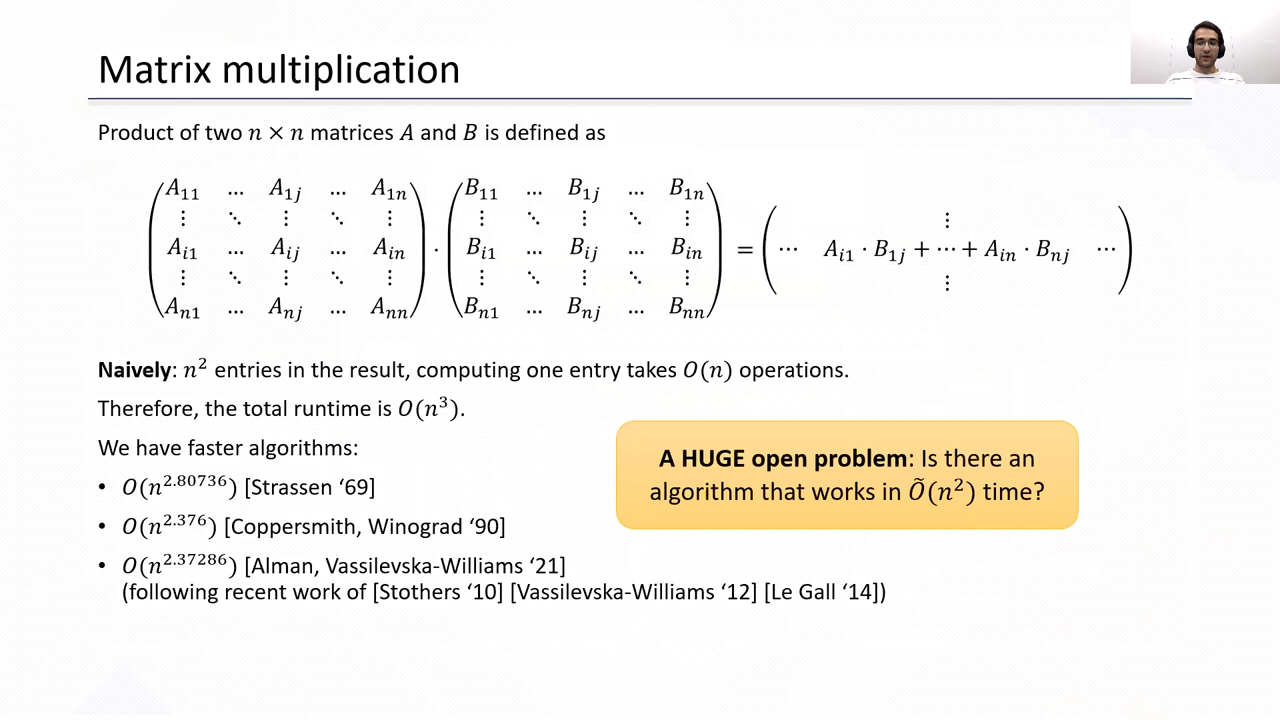 Matrix multiplication
Product of two n × n matrices A and B is defined as
A₁₁ … A₁ⱼ … A₁ₙ B₁₁ … B₁ⱼ … B₁ₙ
⋮ ⋱ ⋮ ⋱ ⋮ ⋮ ⋱ ⋮ ⋱ ⋮ ⋮
Aᵢ₁ … Aᵢⱼ … Aᵢₙ · Bᵢ₁ … Bᵢⱼ … Bᵢₙ = ⋯ Aᵢ₁ · B₁ⱼ + ⋯ + Aᵢₙ · Bₙⱼ ⋯
⋮ ⋱ ⋮ ⋱ ⋮ ⋮ ⋱ ⋮ ⋱ ⋮ ⋮
Aₙ₁ … Aₙⱼ … Aₙₙ Bₙ₁ … Bₙⱼ … Bₙₙ
Naively: n² entries in the result, computing one entry takes O(n) operations.
Therefore, the total runtime is O(n³).
We have faster algorithms:
• O(n^2.80736) [Strassen ‘69]
• O(n^2.376) [Coppersmith, Winograd ‘90]
• O(n^2.37286) [Alman, Vassilevska-Williams ‘21]
(following recent work of [Stothers ‘10] [Vassilevska-Williams ‘12] [Le Gall ‘14])
A HUGE open problem: Is there an
algorithm that works in Õ(n²) time?